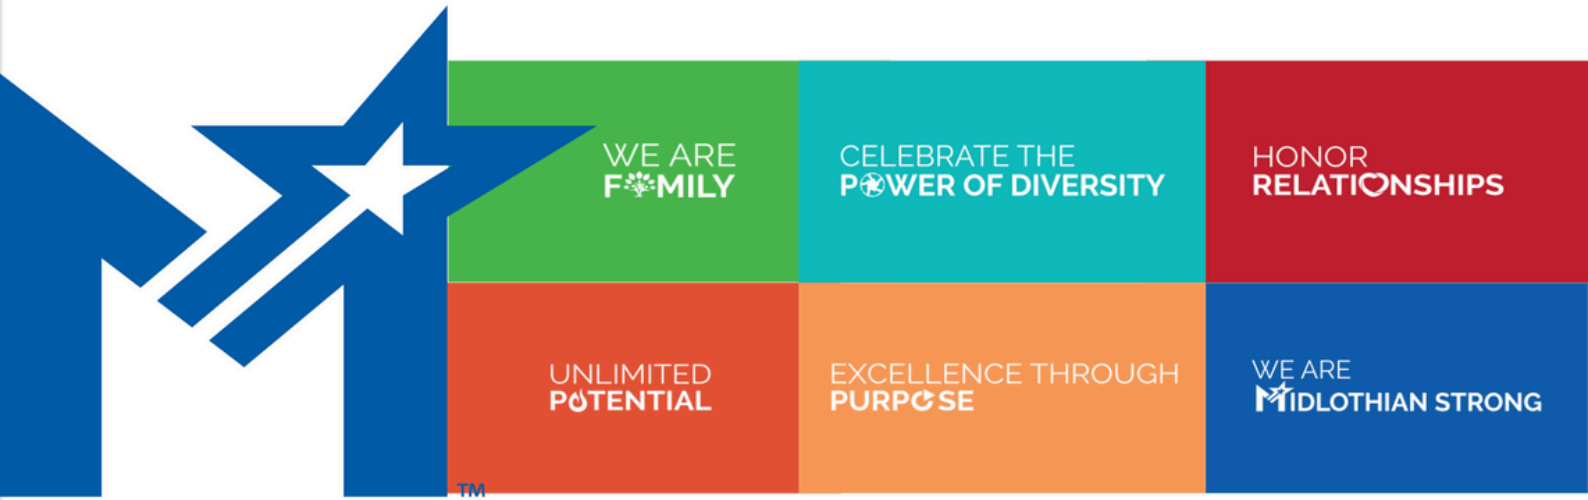 WE ARE
FAMILY
CELEBRATE THE
POWER OF DIVERSITY
HONOR
RELATIONSHIPS
UNLIMITED
POTENTIAL
EXCELLENCE THROUGH
PURPOSE
WE ARE
MIDLOTHIAN STRONG
TM